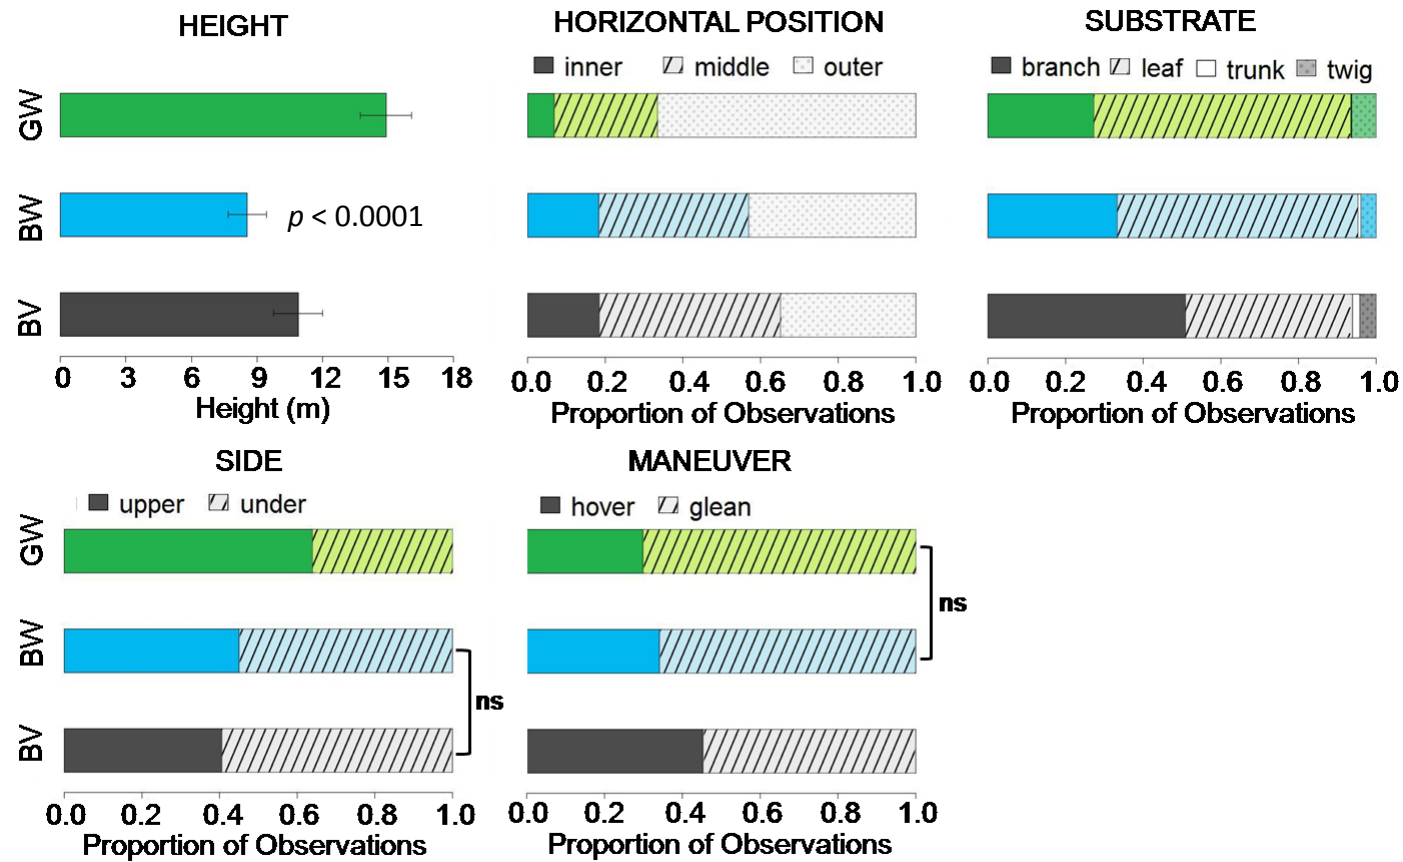 HEIGHT
GW
BW
BV
p < 0.0001
0 3 6 9 12 15 18
Height (m)
HORIZONTAL POSITION
inner middle outer
0.0 0.2 0.4 0.6 0.8 1.0
Proportion of Observations
SUBSTRATE
branch leaf trunk twig
0.0 0.2 0.4 0.6 0.8 1.0
Proportion of Observations
SIDE
upper under
GW
BW
BV
ns
0.0 0.2 0.4 0.6 0.8 1.0
Proportion of Observations
MANEUVER
hover glean
ns
0.0 0.2 0.4 0.6 0.8 1.0
Proportion of Observations